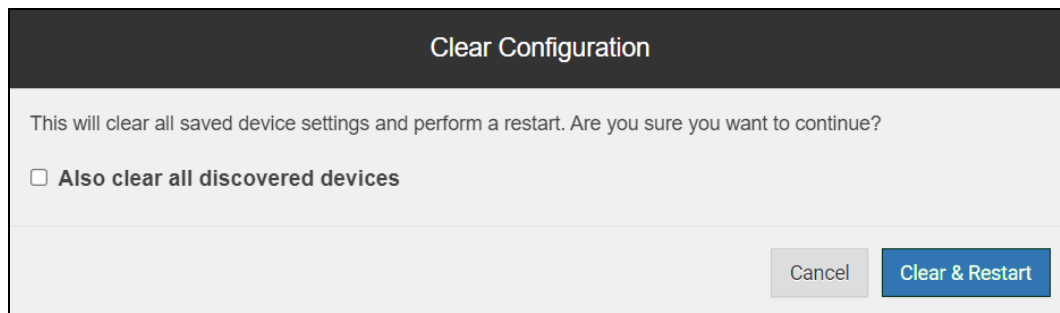 Clear Configuration
This will clear all saved device settings and perform a restart. Are you sure you want to continue?
Also clear all discovered devices
Cancel
Clear & Restart